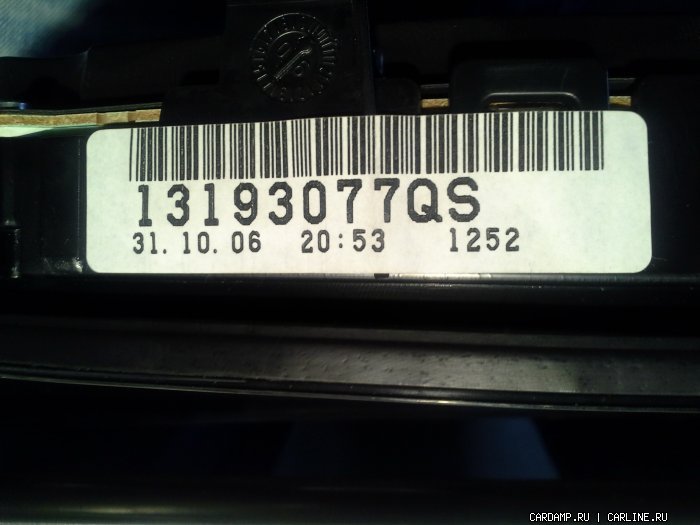 13193077QS
31. 10. 06 20:53 1252
CARDAMP.RU | CARLINE.RU